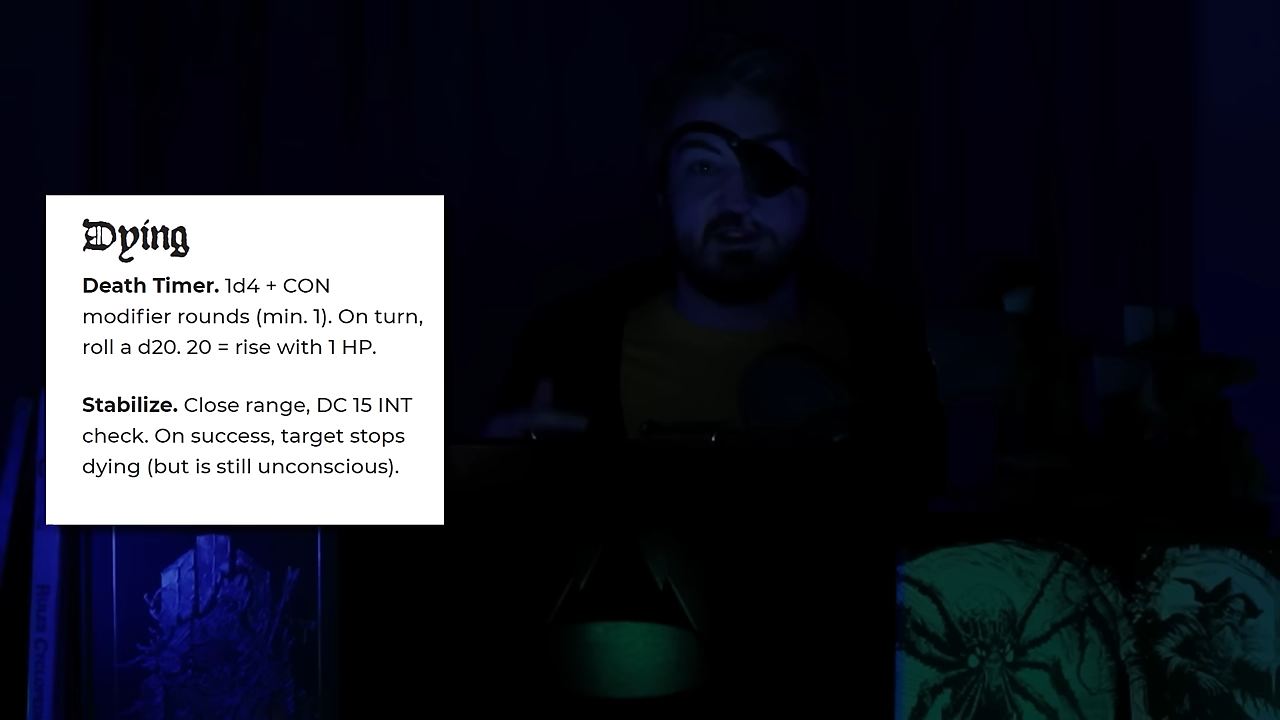 Dying
Death Timer. 1d4 + CON
modifier rounds (min. 1). On turn,
roll a d20. 20 = rise with 1 HP.
Stabilize. Close range, DC 15 INT
check. On success, target stops
dying (but is still unconscious).